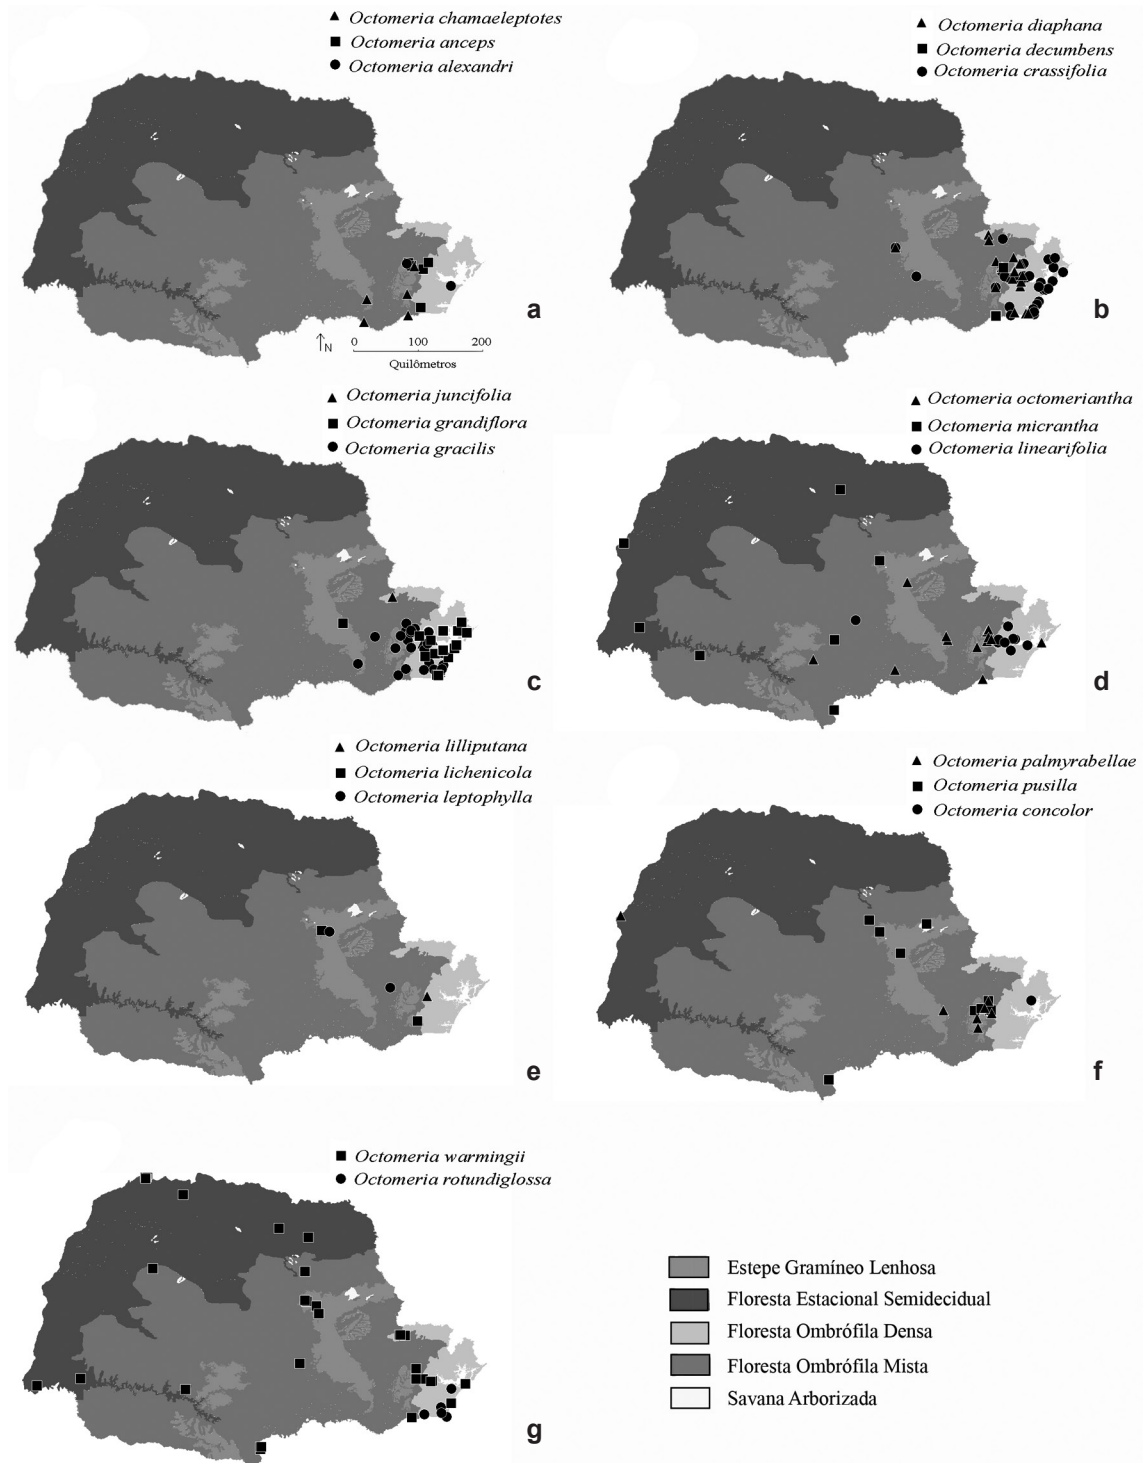 Octomeria chamaeleptotes
Octomeria anceps
Octomeria alexandri
a
N
0 100 200
Quilômetros
Octomeria diaphana
Octomeria decumbens
Octomeria crassifolia
b
Octomeria juncifolia
Octomeria grandiflora
Octomeria gracilis
c
Octomeria octomeriantha
Octomeria micrantha
Octomeria linearifolia
d
Octomeria lilliputana
Octomeria lichenicola
Octomeria leptophylla
e
Octomeria palmyrabellae
Octomeria pusilla
Octomeria concolor
f
Octomeria warmingii
Octomeria rotundiglossa
g
Estepe Gramíneo Lenhosa
Floresta Estacional Semidecidual
Floresta Ombrófila Densa
Floresta Ombrófila Mista
Savana Arborizada